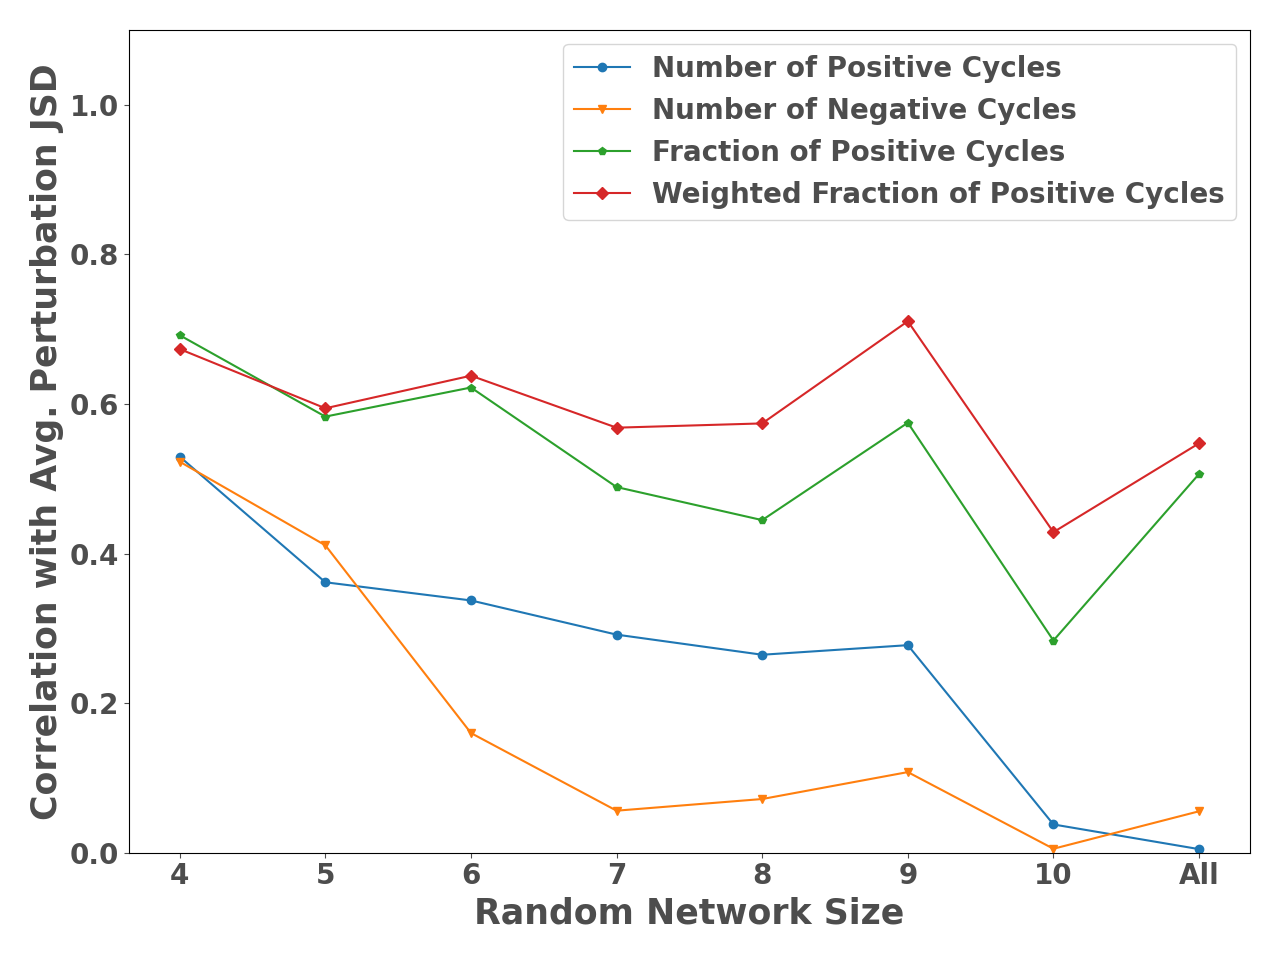 Number of Positive Cycles
Number of Negative Cycles
Fraction of Positive Cycles
Weighted Fraction of Positive Cycles
Correlation with Avg. Perturbation JSD
1.0
0.8
0.6
0.4
0.2
0.0
4 5 6 7 8 9 10 All
Random Network Size